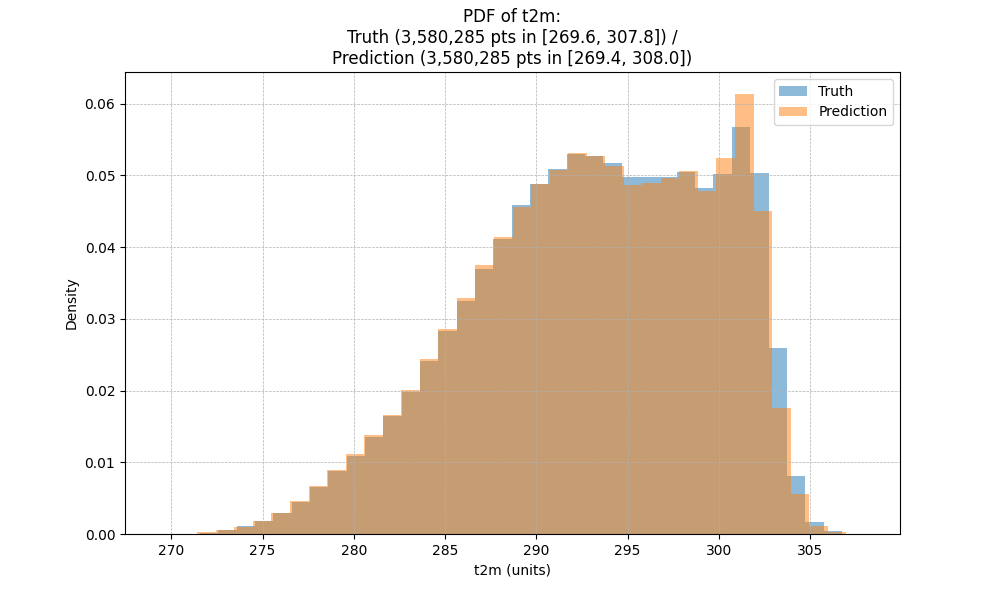 PDF of t2m:
Truth (3,580,285 pts in [269.6, 307.8]) /
Prediction (3,580,285 pts in [269.4, 308.0])
Truth
Prediction
0.06
0.05
0.04
0.03
0.02
0.01
0.00
Density
270 275 280 285 290 295 300 305
t2m (units)